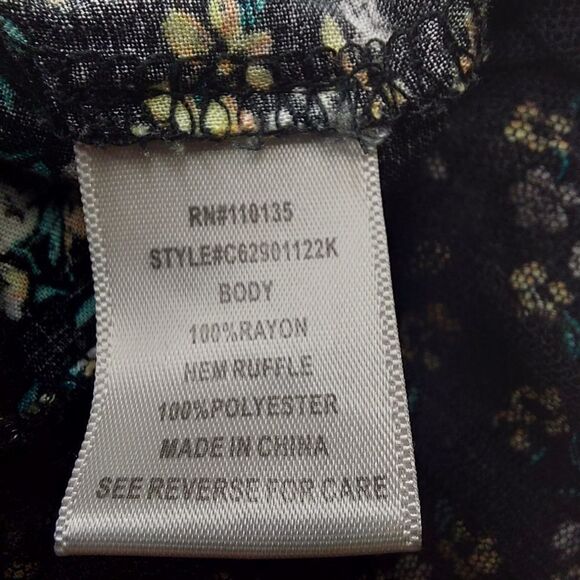 RN#110135
STYLE#C62901122K
BODY
100%RAYON
HEM RUFFLE
100%POLYESTER
MADE IN CHINA
SEE REVERSE FOR CARE